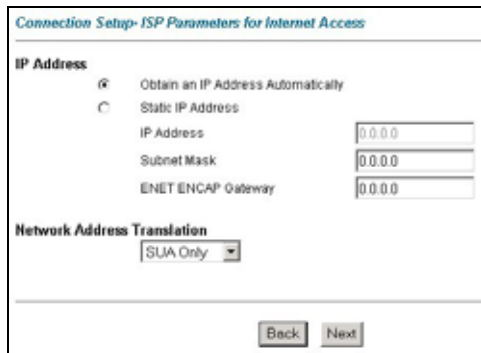 Connection Setup- ISP Parameters for Internet Access
IP Address
Obtain an IP Address Automatically
Static IP Address
IP Address 0.0.0.0
Subnet Mask 0.0.0.0
ENET ENCAP Gateway 0.0.0.0
Network Address Translation
SUA Only
Back Next